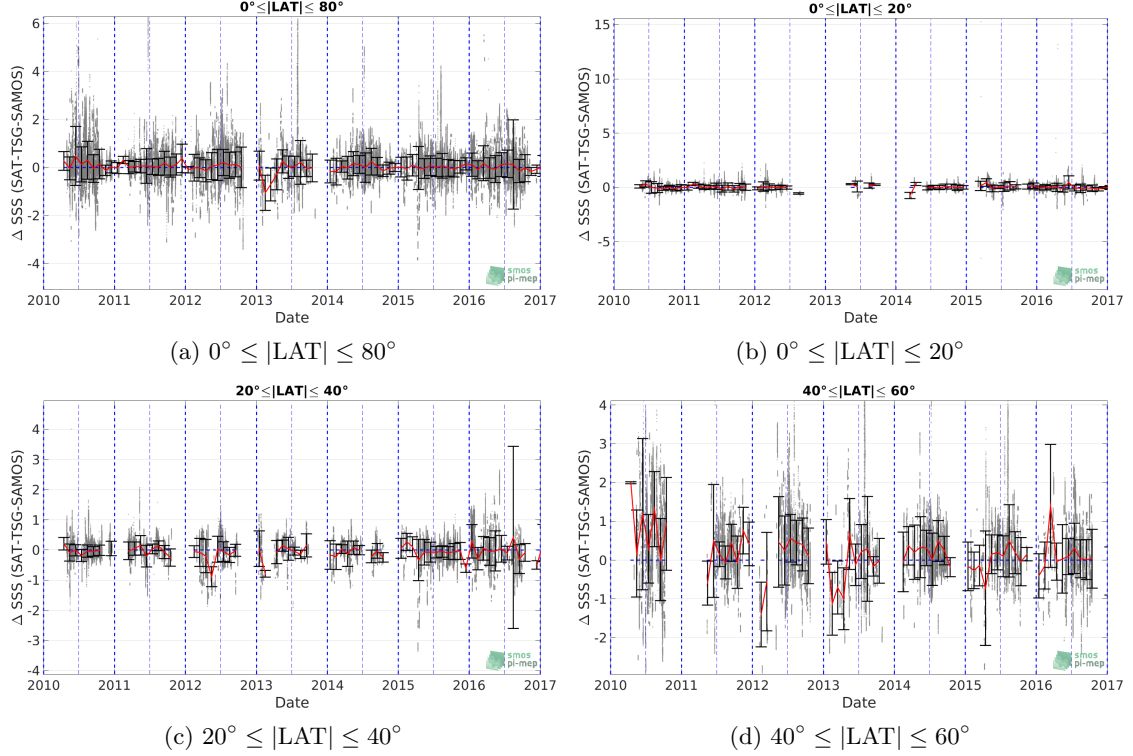 0°≤|LAT|≤ 80°
Δ SSS (SAT-TSG-SAMOS)
6
4
2
0
-2
-4
2010 2011 2012 2013 2014 2015 2016 2017
Date
smos
pi-mep
(a) 0° ≤ |LAT| ≤ 80°
0°≤|LAT|≤ 20°
Δ SSS (SAT-TSG-SAMOS)
15
10
5
0
-5
2010 2011 2012 2013 2014 2015 2016 2017
Date
smos
pi-mep
(b) 0° ≤ |LAT| ≤ 20°
20°≤|LAT|≤ 40°
Δ SSS (SAT-TSG-SAMOS)
4
3
2
1
0
-1
-2
-3
-4
2010 2011 2012 2013 2014 2015 2016 2017
Date
smos
pi-mep
(c) 20° ≤ |LAT| ≤ 40°
40°≤|LAT|≤ 60°
Δ SSS (SAT-TSG-SAMOS)
4
3
2
1
0
-1
-2
2010 2011 2012 2013 2014 2015 2016 2017
Date
smos
pi-mep
(d) 40° ≤ |LAT| ≤ 60°